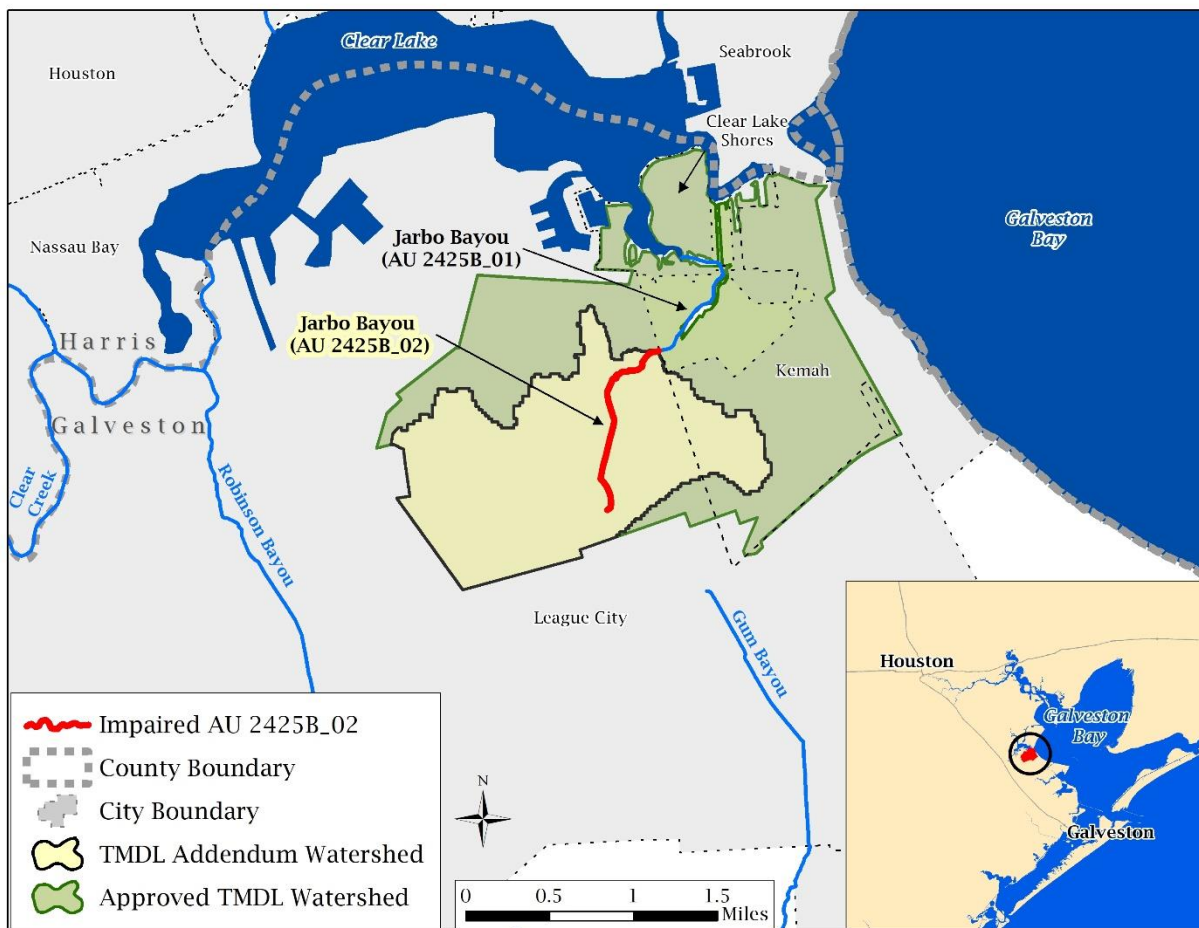 Clear Lake
Seabrook
Houston
Clear Lake
Shores
Galveston
Bay
Nassau Bay
Jarbo Bayou
(AU 2425B_01)
Jarbo Bayou
(AU 2425B_02)
Harris
Kemah
Galveston
Clear
Creek
Robinson Bayou
League City
Gum Bayou
Impaired AU 2425B_02
County Boundary
City Boundary
TMDL Addendum Watershed
Approved TMDL Watershed
N
0 0.5 1 1.5
Miles
Houston
Galveston
Bay
Galveston